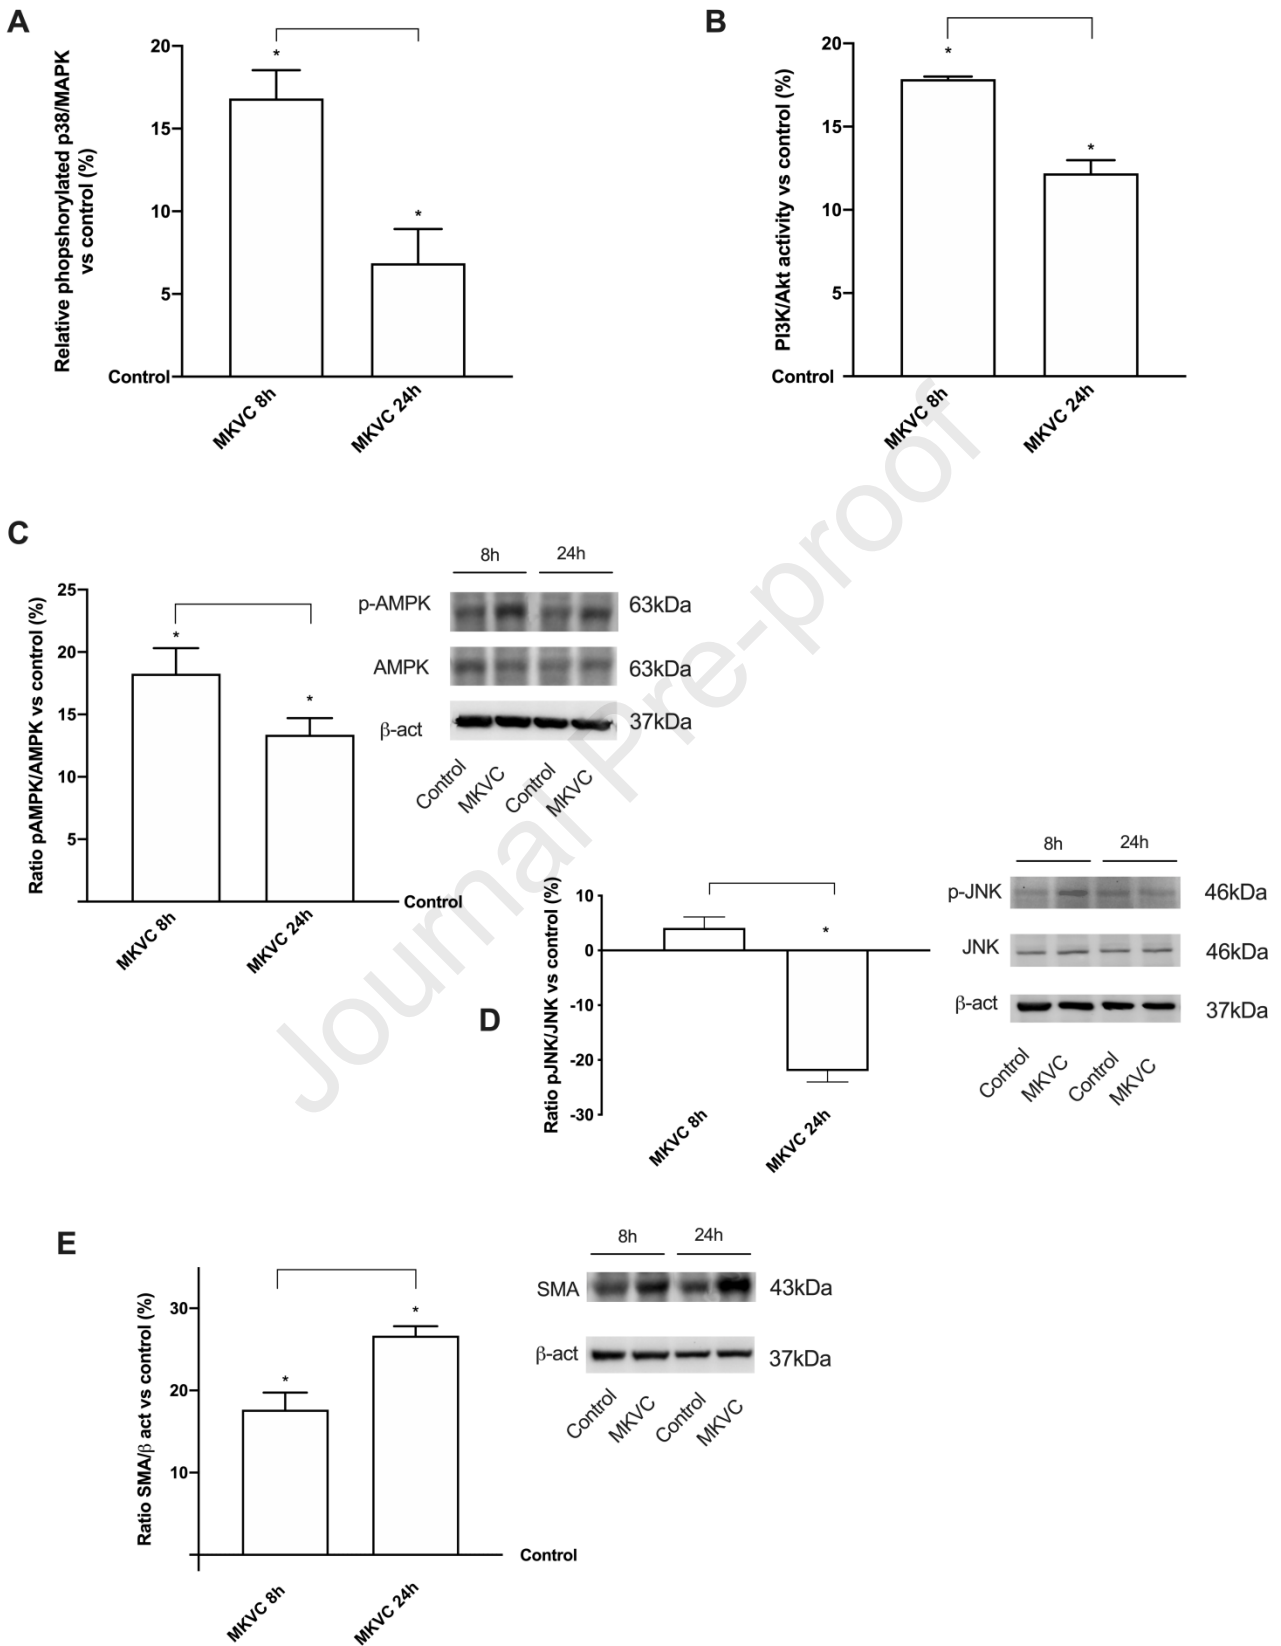 A
Relative phopshorylated p38/MAPK
vs control (%)
20
*
15
10
*
5
Control
MKVC 8h
MKVC 24h
B
PI3K/Akt activity vs control (%)
20
*
15
*
10
5
Control
MKVC 8h
MKVC 24h
C
Ratio pAMPK/AMPK vs control (%)
25
20
*
15
*
10
5
Control
MKVC 8h
MKVC 24h
8h 24h
p-AMPK 63kDa
AMPK 63kDa
β-act 37kDa
Control MKVC Control MKVC
D
Ratio pJNK/JNK vs control (%)
10
*
0
-10
-20
-30
MKVC 8h
MKVC 24h
8h 24h
p-JNK 46kDa
JNK 46kDa
β-act 37kDa
Control MKVC Control MKVC
E
Ratio SMA/β act vs control (%)
30
*
20
*
10
Control
MKVC 8h
MKVC 24h
8h 24h
SMA 43kDa
β-act 37kDa
Control MKVC Control MKVC
Journal Pre-proof